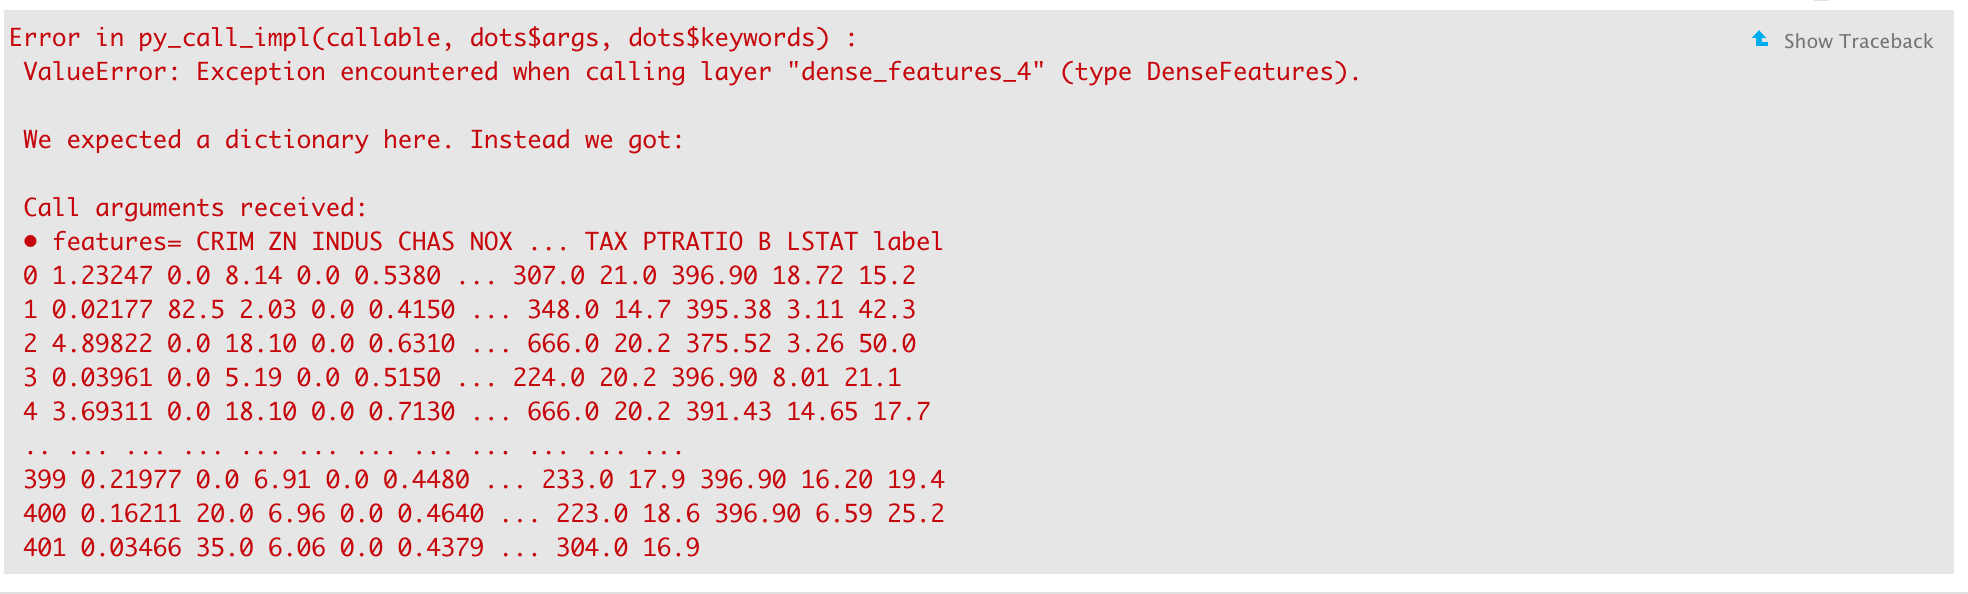 Error in py_call_impl(callable, dots$args, dots$keywords) :
Show Traceback
ValueError: Exception encountered when calling layer "dense_features_4" (type DenseFeatures).
We expected a dictionary here. Instead we got:
Call arguments received:
• features= CRIM ZN INDUS CHAS NOX ... TAX PTRATIO B LSTAT label
0 1.23247 0.0 8.14 0.0 0.5380 ... 307.0 21.0 396.90 18.72 15.2
1 0.02177 82.5 2.03 0.0 0.4150 ... 348.0 14.7 395.38 3.11 42.3
2 4.89822 0.0 18.10 0.0 0.6310 ... 666.0 20.2 375.52 3.26 50.0
3 0.03961 0.0 5.19 0.0 0.5150 ... 224.0 20.2 396.90 8.01 21.1
4 3.69311 0.0 18.10 0.0 0.7130 ... 666.0 20.2 391.43 14.65 17.7
.. ... ... ... ... ... ... ... ... ... ... ...
399 0.21977 0.0 6.91 0.0 0.4480 ... 233.0 17.9 396.90 16.20 19.4
400 0.16211 20.0 6.96 0.0 0.4640 ... 223.0 18.6 396.90 6.59 25.2
401 0.03466 35.0 6.06 0.0 0.4379 ... 304.0 16.9